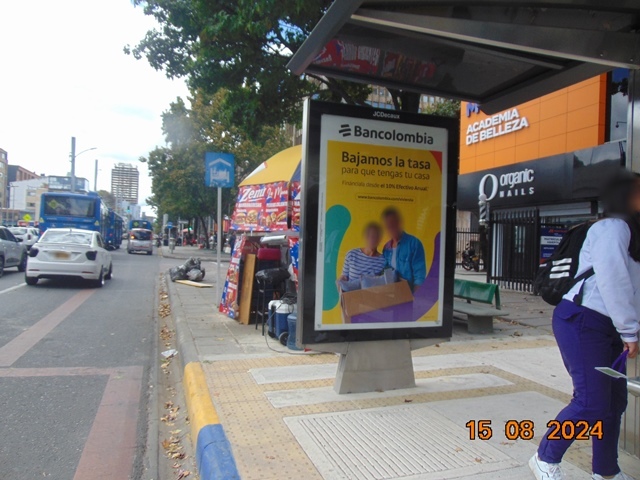 JCDecaux
Bancolombia
Bajamos la tasa
para que tengas tu casa
ACADEMIA
DE BELLEZA
organic
NAILS
Zenú
15 08 2024